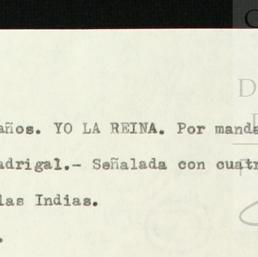 años. YO LA REINA. Por manda
adrigal.- Señalada con cuatr
las Indias.